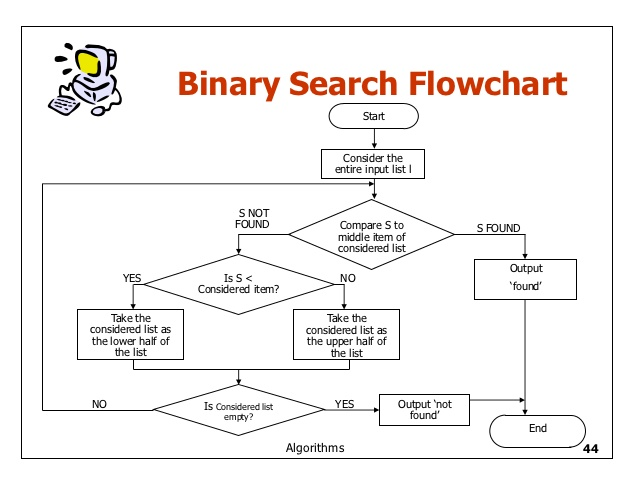 Binary Search Flowchart
Start
Consider the
entire input list l
S NOT
FOUND
Compare S to
middle item of
considered list
S FOUND
Output
‘found’
YES
Is S <
Considered item?
NO
Take the
considered list as
the lower half of
the list
Take the
considered list as
the upper half of
the list
NO
Is Considered list
empty?
YES
Output ‘not
found’
End
Algorithms
44